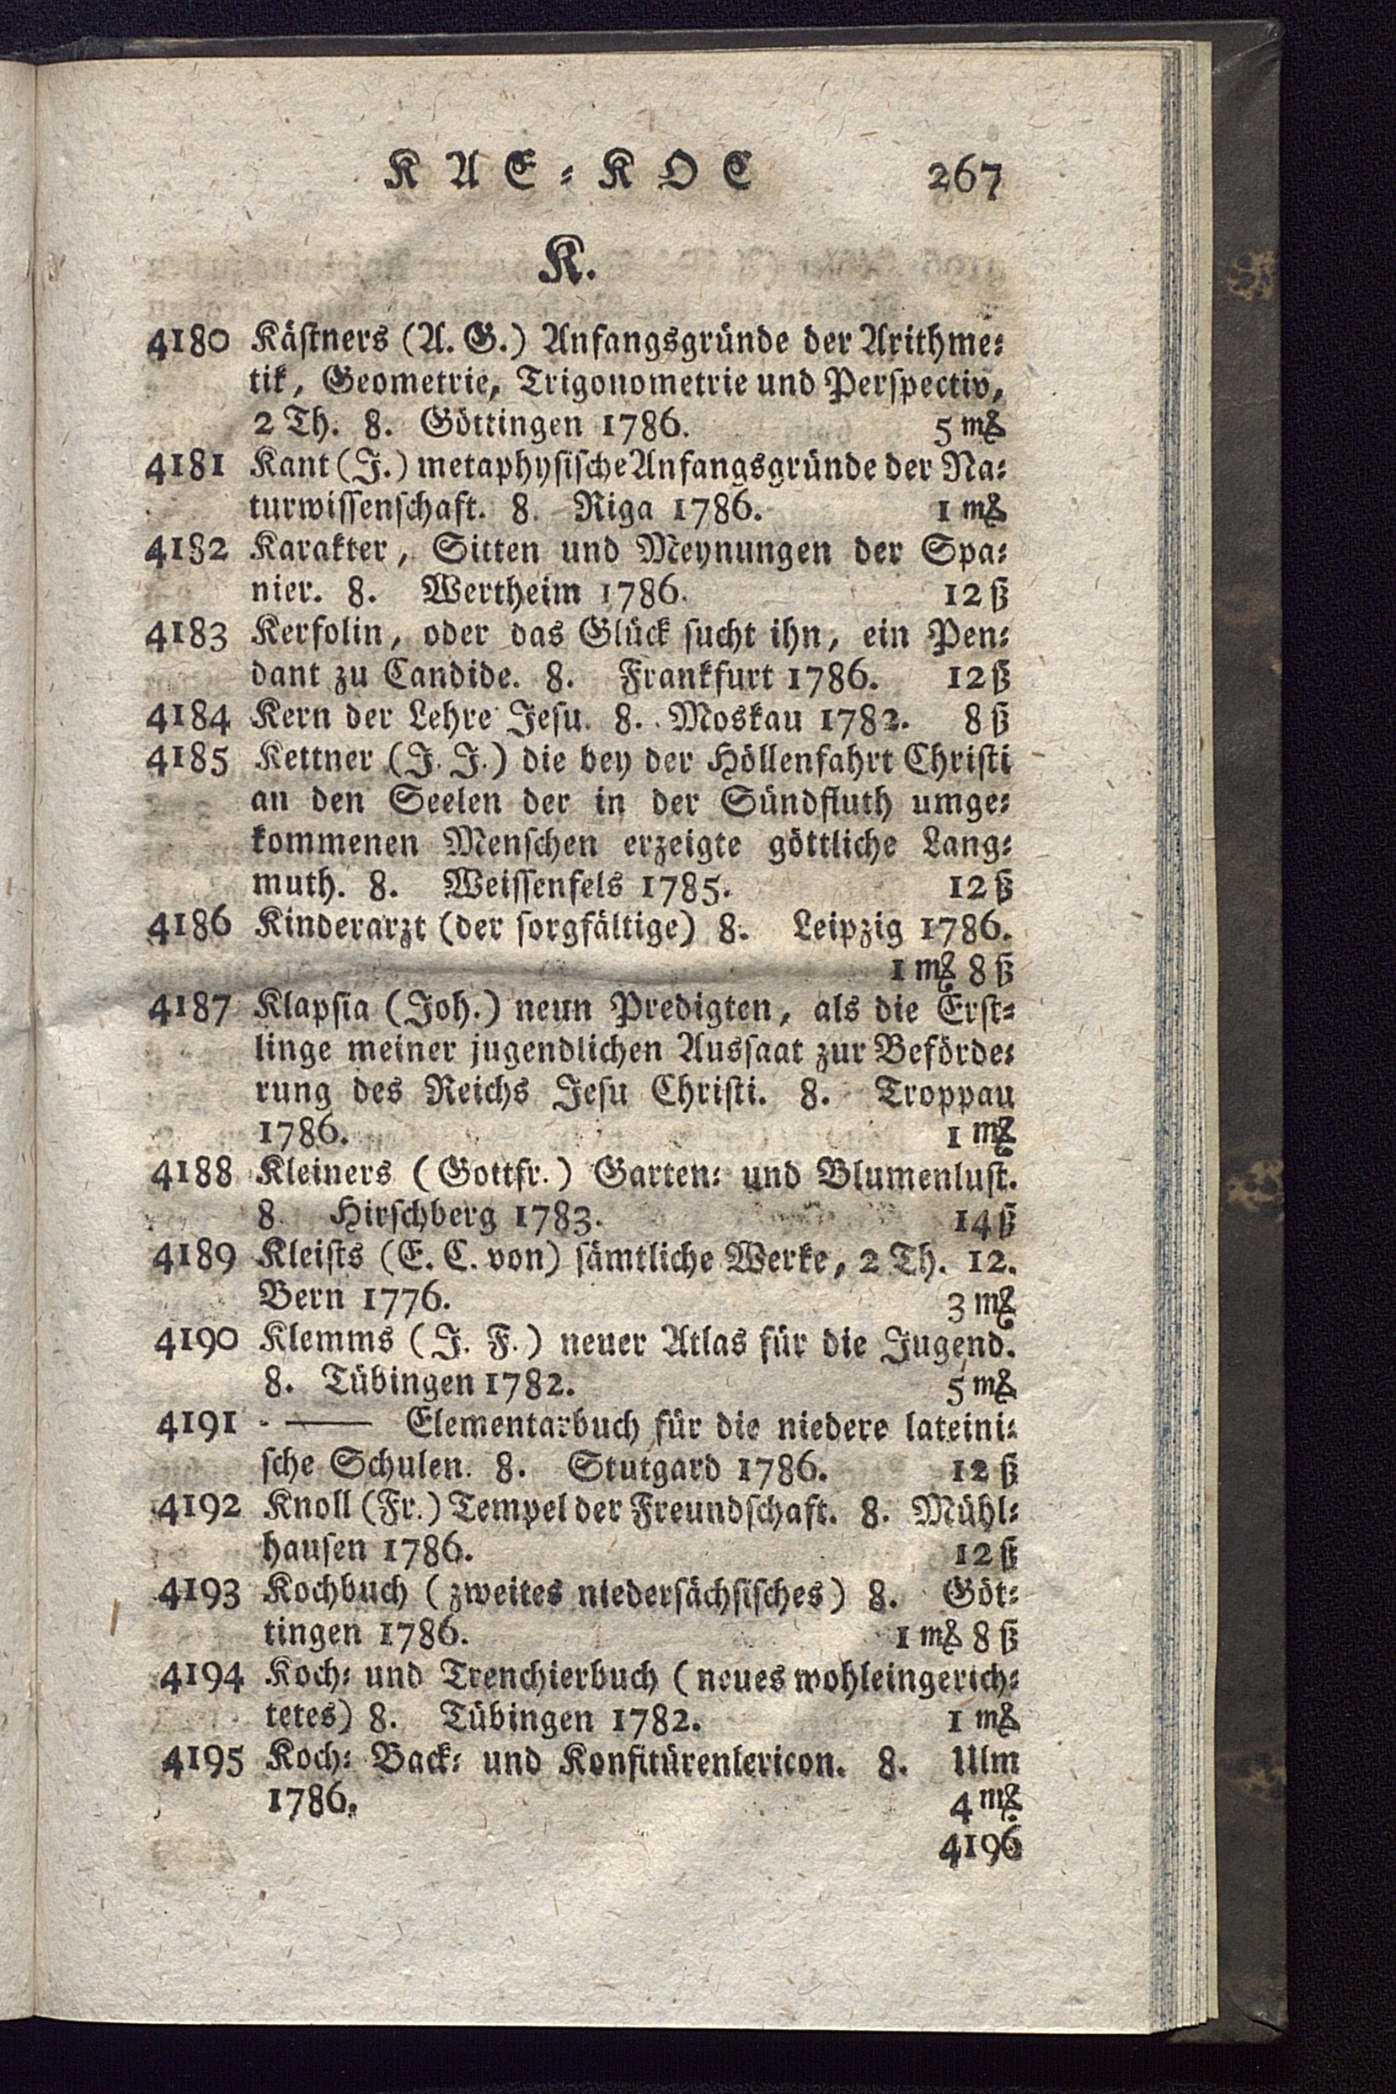 KAE-KOC 267
K.
4180 Kästners (A. G.) Anfangsgründe der Arithme-
tik, Geometrie, Trigonometrie und Perspectiv,
2 Th. 8. Göttingen 1786. 5 m&
4181 Kant (J.) metaphysische Anfangsgründe der Na-
turwissenschaft. 8. Riga 1786. 1 m&
4182 Karakter, Sitten und Meynungen der Spa-
nier. 8. Wertheim 1786. 12 ß
4183 Kerfolin, oder das Glück sucht ihn, ein Pen-
dant zu Candide. 8. Frankfurt 1786. 12 ß
4184 Kern der Lehre Jesu. 8. Moskau 1782. 8 ß
4185 Kettner (J. J.) die bey der Höllenfahrt Christi
an den Seelen der in der Sündfluth umge-
kommenen Menschen erzeigte göttliche Lang-
muth. 8. Weissenfels 1785. 12 ß
4186 Kinderarzt (der sorgfältige) 8. Leipzig 1786.
1 m& 8 ß
4187 Klapsia (Joh.) neun Predigten, als die Erst-
linge meiner jugendlichen Aussaat zur Beförde-
rung des Reichs Jesu Christi. 8. Troppau
1786. 1 m&
4188 Kleiners (Gottfr.) Garten- und Blumenlust.
8. Hirschberg 1783. 14 ß
4189 Kleists (E. C. von) sämtliche Werke, 2 Th. 12.
Bern 1776. 3 m&
4190 Klemms (J. F.) neuer Atlas für die Jugend.
8. Tübingen 1782. 5 m&
4191 - —— Elementarbuch für die niedere lateini-
sche Schulen. 8. Stutgard 1786. 12 ß
4192 Knoll (Fr.) Tempel der Freundschaft. 8. Mühl-
hausen 1786. 12 ß
4193 Kochbuch (zweites niedersächsisches) 8. Göt-
tingen 1786. 1 m& 8 ß
4194 Koch- und Trenchierbuch (neues wohleingerich-
tetes) 8. Tübingen 1782. 1 m&
4195 Koch- Back- und Konfitürenlexicon. 8. Ulm
1786. 4 m&
4196